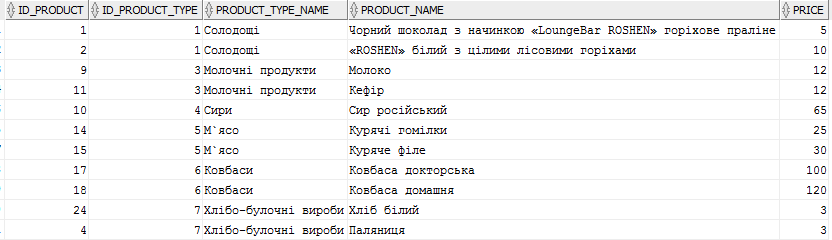 ID_PRODUCT ID_PRODUCT_TYPE PRODUCT_TYPE_NAME PRODUCT_NAME PRICE
1 1 Солодощі Чорний шоколад з начинкою «LoungeBar ROSHEN» горіхове праліне 5
2 1 Солодощі «ROSHEN» білий з цілими лісовими горіхами 10
9 3 Молочні продукти Молоко 12
11 3 Молочні продукти Кефір 12
10 4 Сири Сир російський 65
14 5 М`ясо Курячі гомілки 25
15 5 М`ясо Куряче філе 30
17 6 Ковбаси Ковбаса докторська 100
18 6 Ковбаси Ковбаса домашня 120
24 7 Хлібо-булочні вироби Хліб білий 3
4 7 Хлібо-булочні вироби Паляниця 3